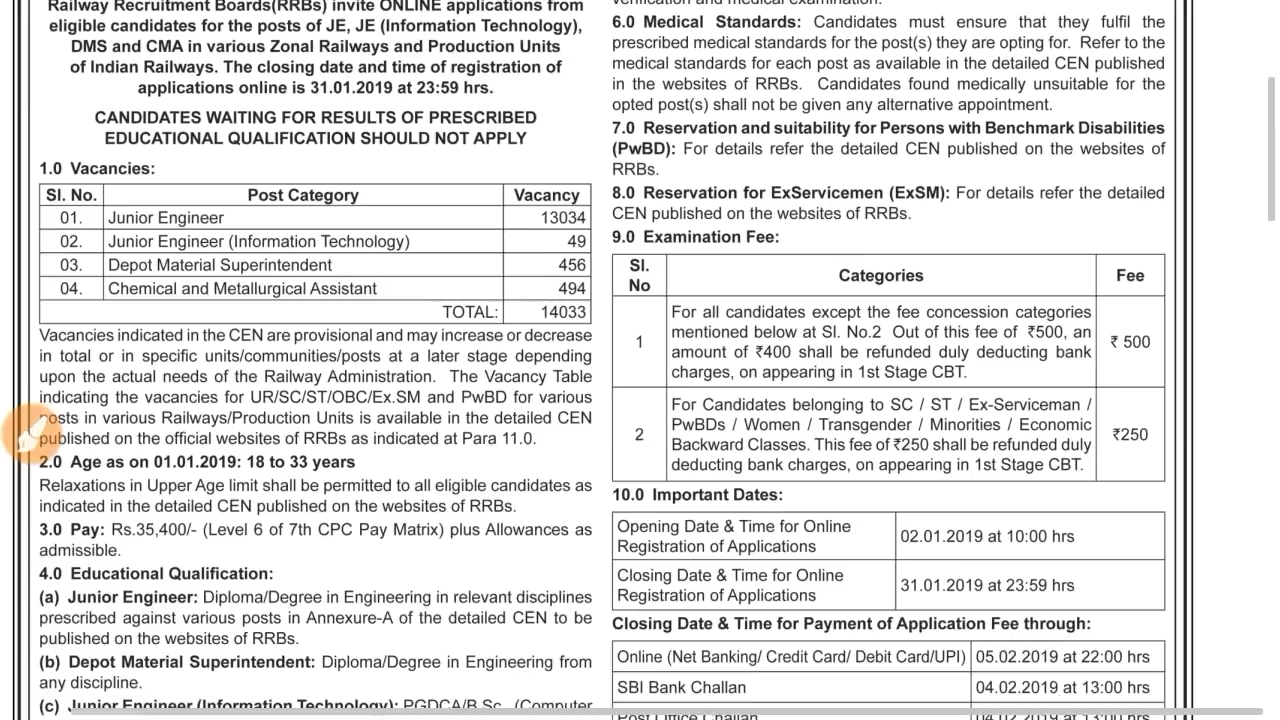 Railway Recruitment Boards(RRBs) invite ONLINE applications from
eligible candidates for the posts of JE, JE (Information Technology),
DMS and CMA in various Zonal Railways and Production Units
of Indian Railways. The closing date and time of registration of
applications online is 31.01.2019 at 23:59 hrs.
CANDIDATES WAITING FOR RESULTS OF PRESCRIBED
EDUCATIONAL QUALIFICATION SHOULD NOT APPLY
1.0 Vacancies:
Sl. No. Post Category Vacancy
01. Junior Engineer 13034
02. Junior Engineer (Information Technology) 49
03. Depot Material Superintendent 456
04. Chemical and Metallurgical Assistant 494
TOTAL: 14033
Vacancies indicated in the CEN are provisional and may increase or decrease
in total or in specific units/communities/posts at a later stage depending
upon the actual needs of the Railway Administration. The Vacancy Table
indicating the vacancies for UR/SC/ST/OBC/Ex.SM and PwBD for various
posts in various Railways/Production Units is available in the detailed CEN
published on the official websites of RRBs as indicated at Para 11.0.
2.0 Age as on 01.01.2019: 18 to 33 years
Relaxations in Upper Age limit shall be permitted to all eligible candidates as
indicated in the detailed CEN published on the websites of RRBs.
3.0 Pay: Rs.35,400/- (Level 6 of 7th CPC Pay Matrix) plus Allowances as
admissible.
4.0 Educational Qualification:
(a) Junior Engineer: Diploma/Degree in Engineering in relevant disciplines
prescribed against various posts in Annexure-A of the detailed CEN to be
published on the websites of RRBs.
(b) Depot Material Superintendent: Diploma/Degree in Engineering from
any discipline.
(c) Junior Engineer (Information Technology): PGDCA/B.Sc. (Computer
verification and medical examination.
6.0 Medical Standards: Candidates must ensure that they fulfil the
prescribed medical standards for the post(s) they are opting for. Refer to the
medical standards for each post as available in the detailed CEN published
in the websites of RRBs. Candidates found medically unsuitable for the
opted post(s) shall not be given any alternative appointment.
7.0 Reservation and suitability for Persons with Benchmark Disabilities
(PwBD): For details refer the detailed CEN published on the websites of
RRBs.
8.0 Reservation for ExServicemen (ExSM): For details refer the detailed
CEN published on the websites of RRBs.
9.0 Examination Fee:
Sl. No Categories Fee
1 For all candidates except the fee concession categories
mentioned below at Sl. No.2 Out of this fee of ₹500, an
amount of ₹400 shall be refunded duly deducting bank
charges, on appearing in 1st Stage CBT. ₹ 500
2 For Candidates belonging to SC / ST / Ex-Serviceman /
PwBDs / Women / Transgender / Minorities / Economic
Backward Classes. This fee of ₹250 shall be refunded duly
deducting bank charges, on appearing in 1st Stage CBT. ₹250
10.0 Important Dates:
Opening Date & Time for Online
Registration of Applications 02.01.2019 at 10:00 hrs
Closing Date & Time for Online
Registration of Applications 31.01.2019 at 23:59 hrs
Closing Date & Time for Payment of Application Fee through:
Online (Net Banking/ Credit Card/ Debit Card/UPI) 05.02.2019 at 22:00 hrs
SBI Bank Challan 04.02.2019 at 13:00 hrs
Post Office Challan 04.02.2019 at 13:00 hrs